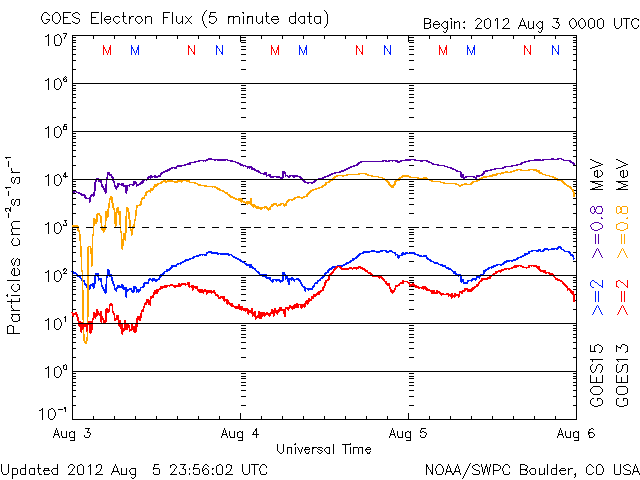 GOES Electron Flux (5 minute data)
Begin: 2012 Aug 3 0000 UTC
M M N N M M N N M M N N
10⁷
10⁶
10⁵
10⁴
10³
10²
10¹
10⁰
10⁻¹
Particles cm⁻²s⁻¹sr⁻¹
Aug 3 Aug 4 Aug 5 Aug 6
Universal Time
GOES15 >=2 >=0.8 MeV
GOES13 >=2 >=0.8 MeV
Updated 2012 Aug 5 23:56:02 UTC
NOAA/SWPC Boulder, CO USA